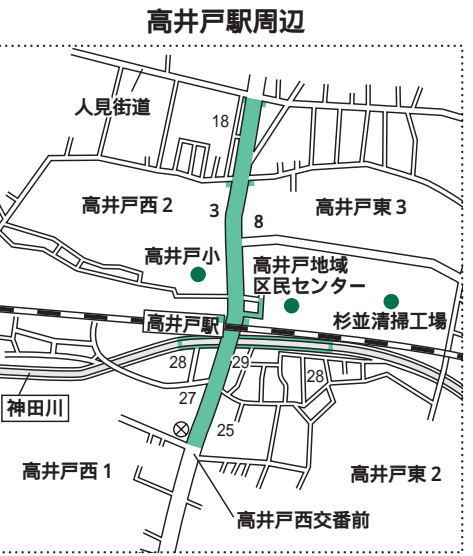 高井戸駅周辺
人見街道
18
高井戸西2
3
8
高井戸東3
高井戸小
高井戸地域
区民センター
杉並清掃工場
高井戸駅
28
29
28
神田川
27
25
高井戸西1
高井戸東2
高井戸西交番前